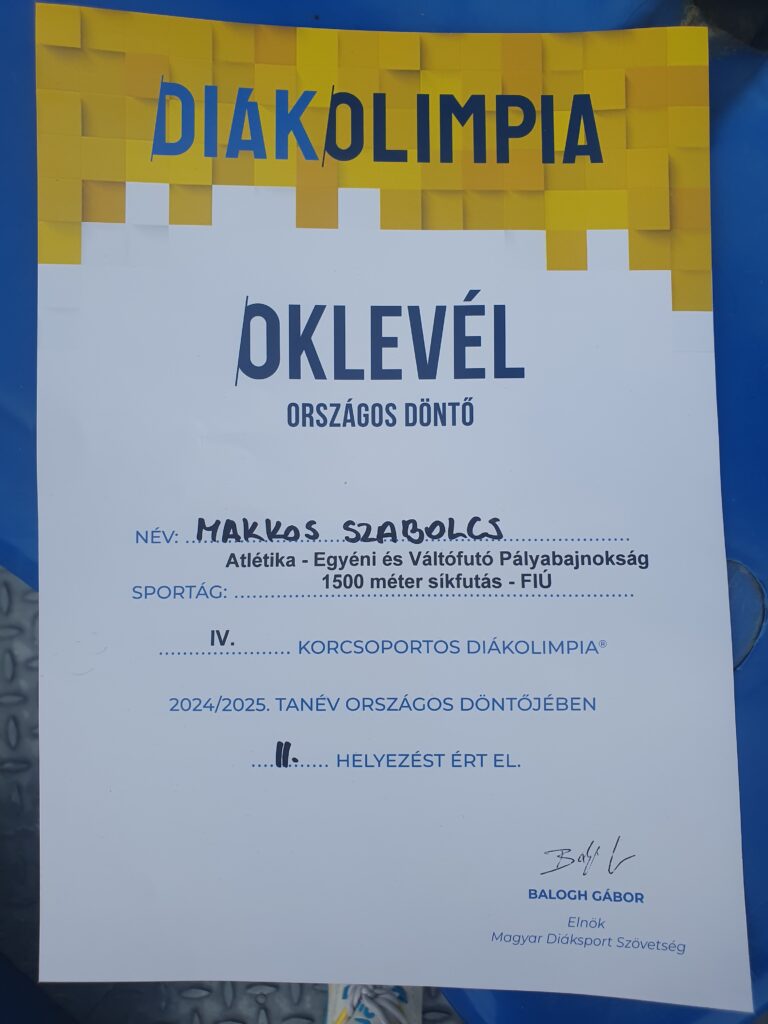 DIÁKOLIMPIA
OKLEVÉL
ORSZÁGOS DÖNTŐ
NÉV: MAKKOS SZABOLCS
Atlétika - Egyéni és Váltófutó Pályabajnokság
1500 méter síkfutás - FIÚ
SPORTÁG:
IV. KORCSOPORTOS DIÁKOLIMPIA®
2024/2025. TANÉV ORSZÁGOS DÖNTŐJÉBEN
II. HELYEZÉST ÉRT EL.
BALOGH GÁBOR
Elnök
Magyar Diáksport Szövetség